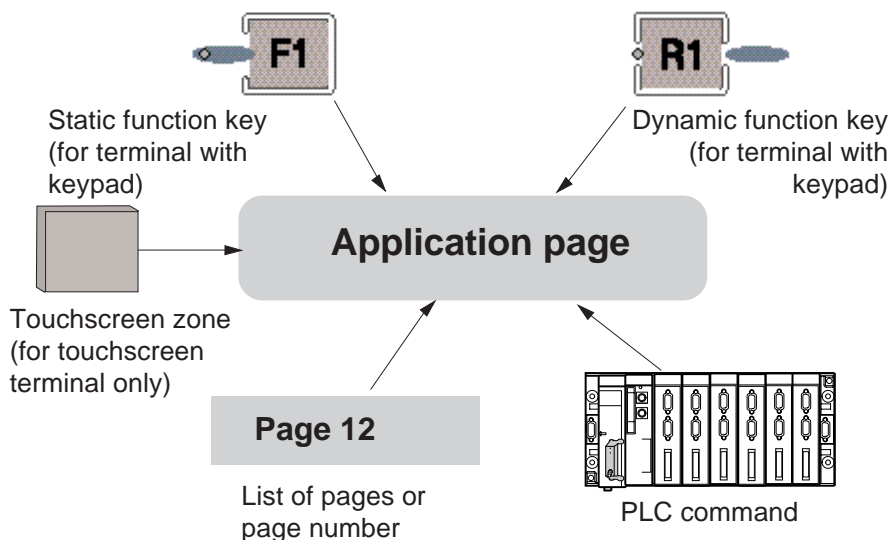 F1
R1
Static function key
(for terminal with
keypad)
Dynamic function key
(for terminal with
keypad)
Application page
Touchscreen zone
(for touchscreen
terminal only)
Page 12
List of pages or
page number
PLC command